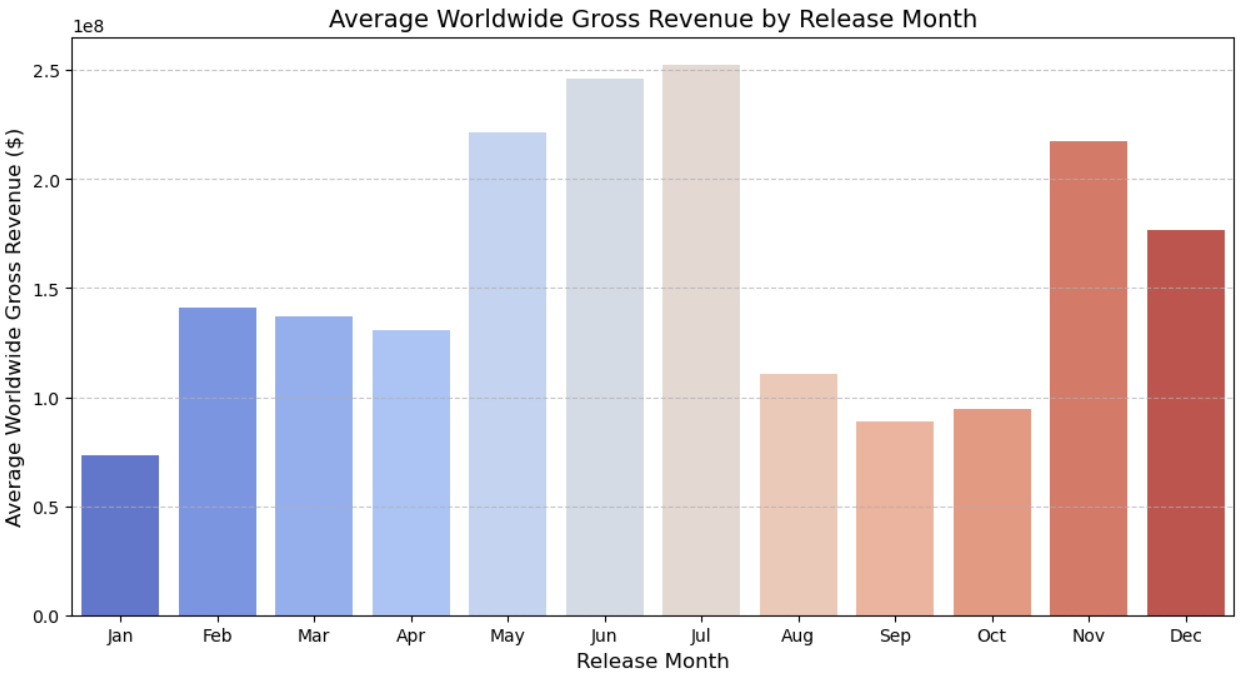 Average Worldwide Gross Revenue by Release Month
1e8
2.5
2.0
1.5
1.0
0.5
0.0
Average Worldwide Gross Revenue ($)
Jan Feb Mar Apr May Jun Jul Aug Sep Oct Nov Dec
Release Month